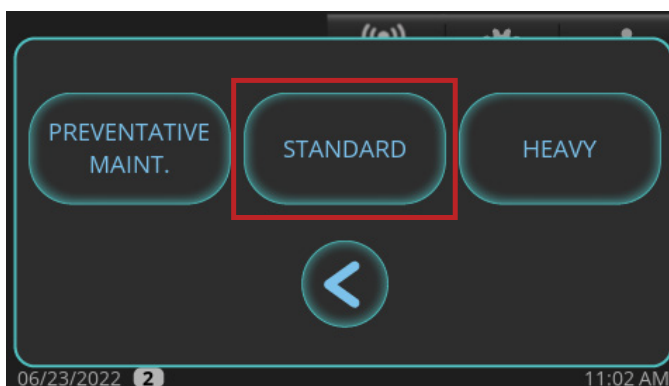 PREVENTATIVE
MAINT.
STANDARD
HEAVY
06/23/2022 2
11:02 AM